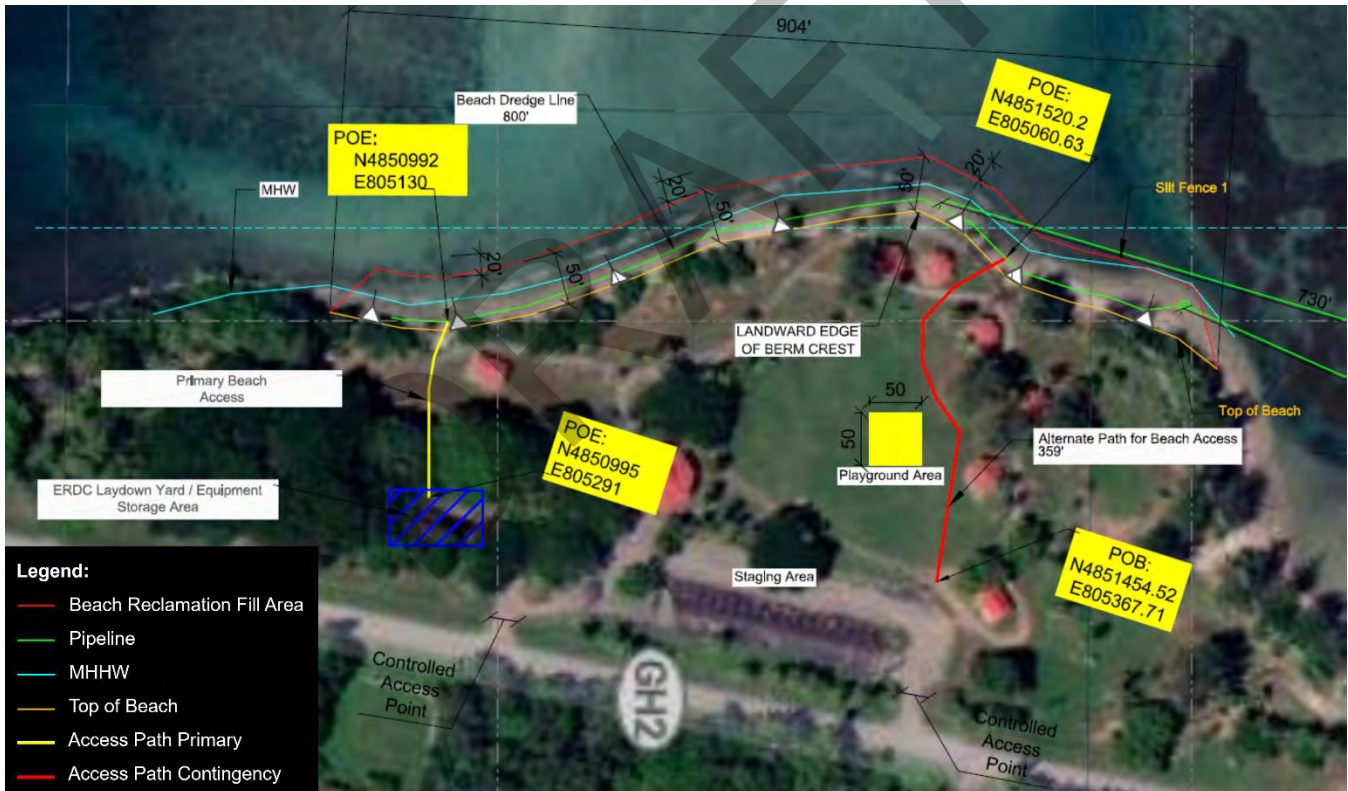 DRAFT
904'
Beach Dredge Line
800'
POE:
N4851520.2
E805060.63
POE:
N4850992
E805130
MHW
20'
20'
20'
50'
50'
50'
Silt Fence 1
730'
LANDWARD EDGE
OF BERM CREST
Primary Beach
Access
50
50
Playground Area
Top of Beach
Alternate Path for Beach Access
359'
POE:
N4850995
E805291
ERDC Laydown Yard / Equipment
Storage Area
Staging Area
POB:
N4851454.52
E805367.71
Controlled
Access
Point
GH2
Controlled
Access
Point
Legend:
Beach Reclamation Fill Area
Pipeline
MHHW
Top of Beach
Access Path Primary
Access Path Contingency